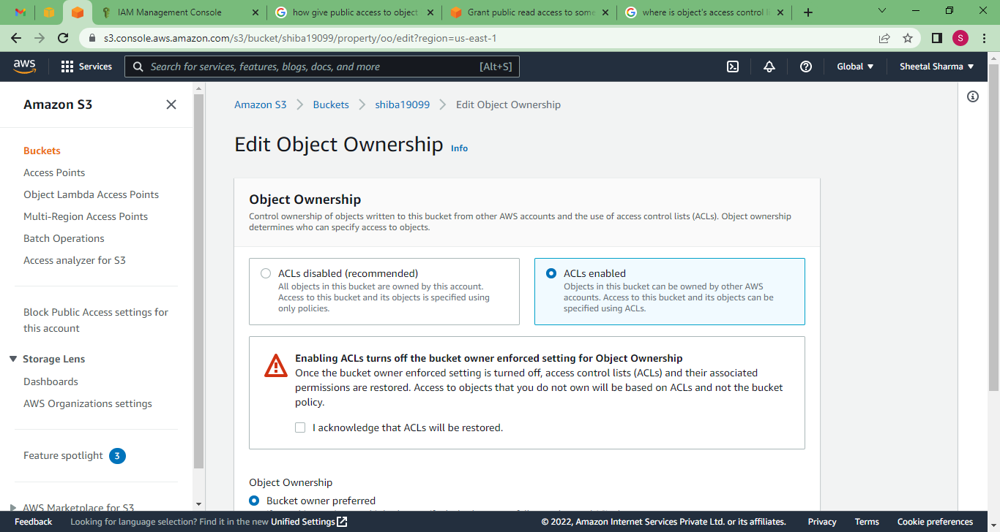 IAM Management Console
how give public access to object
Grant public read access to some
where is object's access control li
s3.console.aws.amazon.com/s3/bucket/shiba19099/property/oo/edit?region=us-east-1
S
aws
Services
Search for services, features, blogs, docs, and more
[Alt+S]
Global
Sheetal Sharma
Amazon S3
Buckets
Access Points
Object Lambda Access Points
Multi-Region Access Points
Batch Operations
Access analyzer for S3
Block Public Access settings for
this account
Storage Lens
Dashboards
AWS Organizations settings
Feature spotlight 3
AWS Marketplace for S3
Amazon S3 > Buckets > shiba19099 > Edit Object Ownership
Edit Object Ownership Info
Object Ownership
Control ownership of objects written to this bucket from other AWS accounts and the use of access control lists (ACLs). Object ownership
determines who can specify access to objects.
ACLs disabled (recommended)
All objects in this bucket are owned by this account.
Access to this bucket and its objects is specified using
only policies.
ACLs enabled
Objects in this bucket can be owned by other AWS
accounts. Access to this bucket and its objects can be
specified using ACLs.
Enabling ACLs turns off the bucket owner enforced setting for Object Ownership
Once the bucket owner enforced setting is turned off, access control lists (ACLs) and their associated
permissions are restored. Access to objects that you do not own will be based on ACLs and not the bucket
policy.
I acknowledge that ACLs will be restored.
Object Ownership
Bucket owner preferred
Feedback
Looking for language selection? Find it in the new Unified Settings
© 2022, Amazon Internet Services Private Ltd. or its affiliates.
Privacy
Terms
Cookie preferences